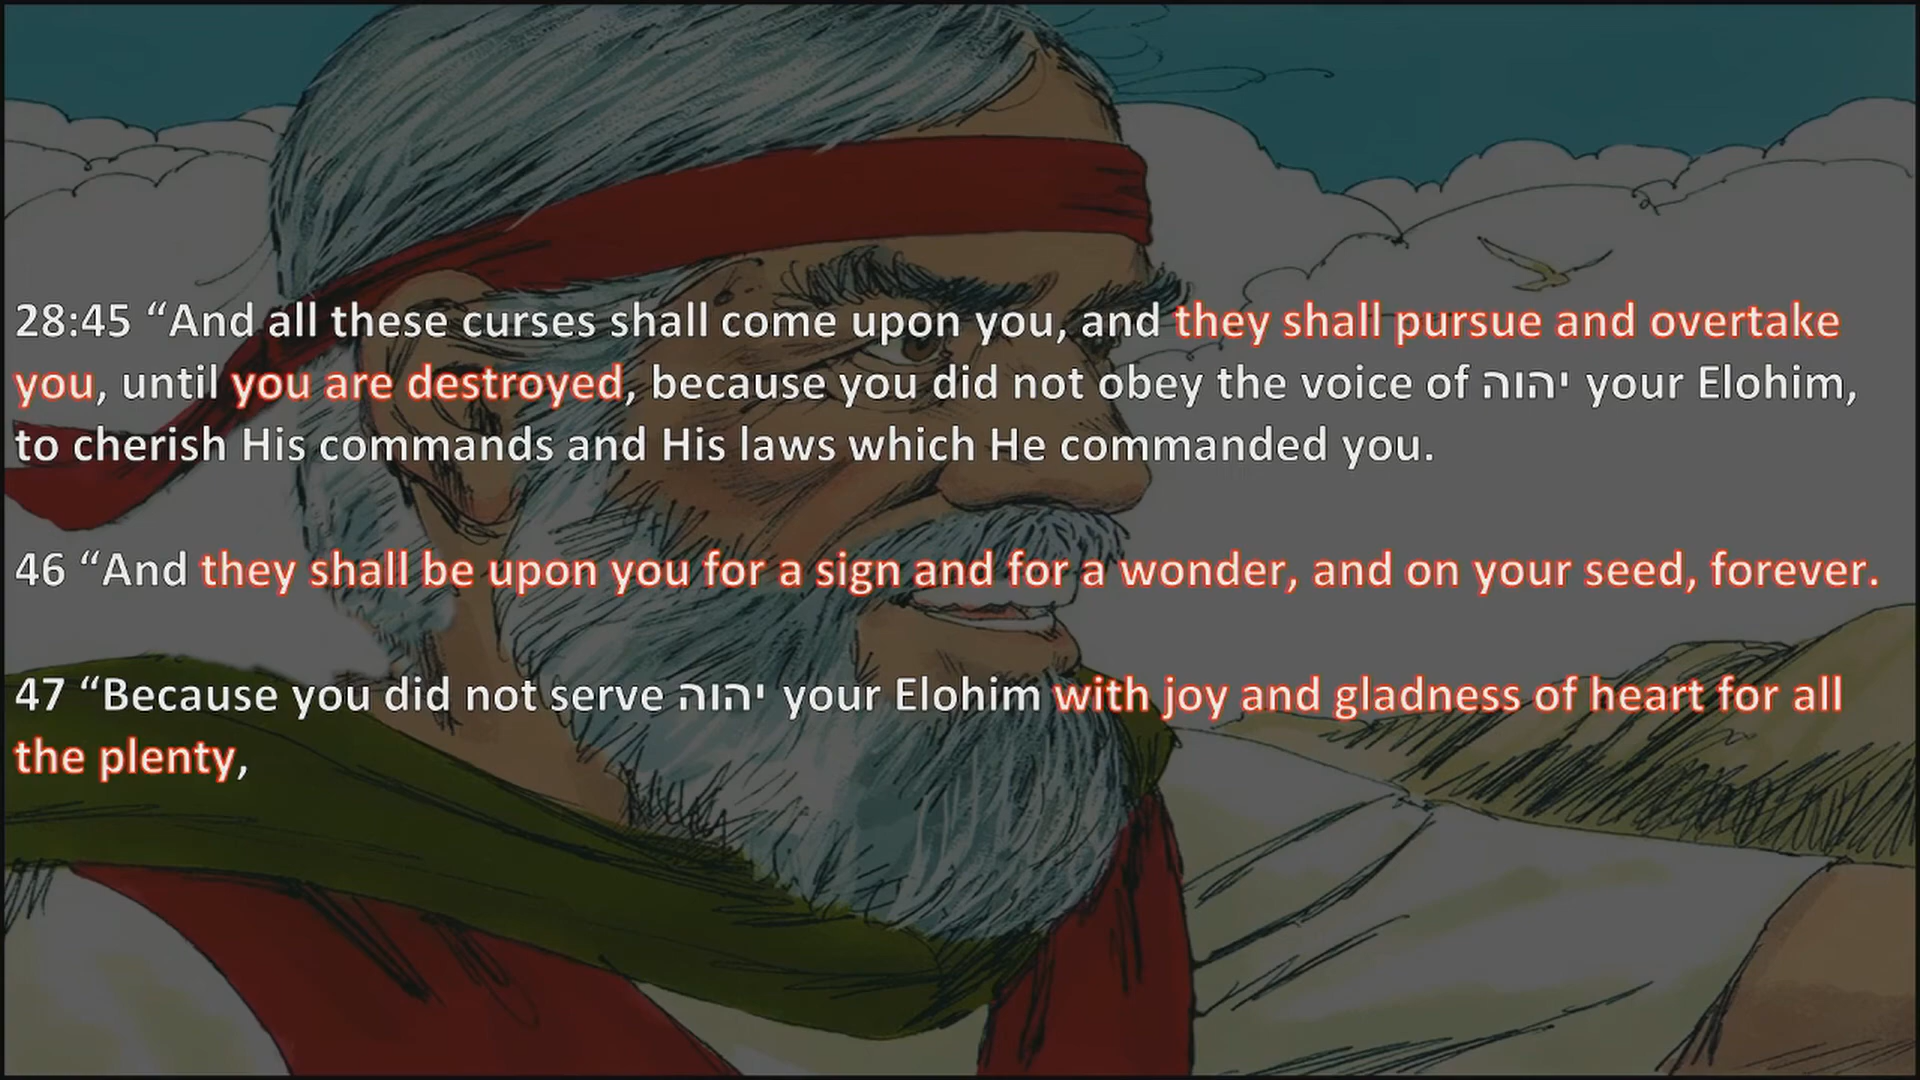 28:45 “And all these curses shall come upon you, and they shall pursue and overtake
you, until you are destroyed, because you did not obey the voice of יהוה your Elohim,
to cherish His commands and His laws which He commanded you.
46 “And they shall be upon you for a sign and for a wonder, and on your seed, forever.
47 “Because you did not serve יהוה your Elohim with joy and gladness of heart for all
the plenty,